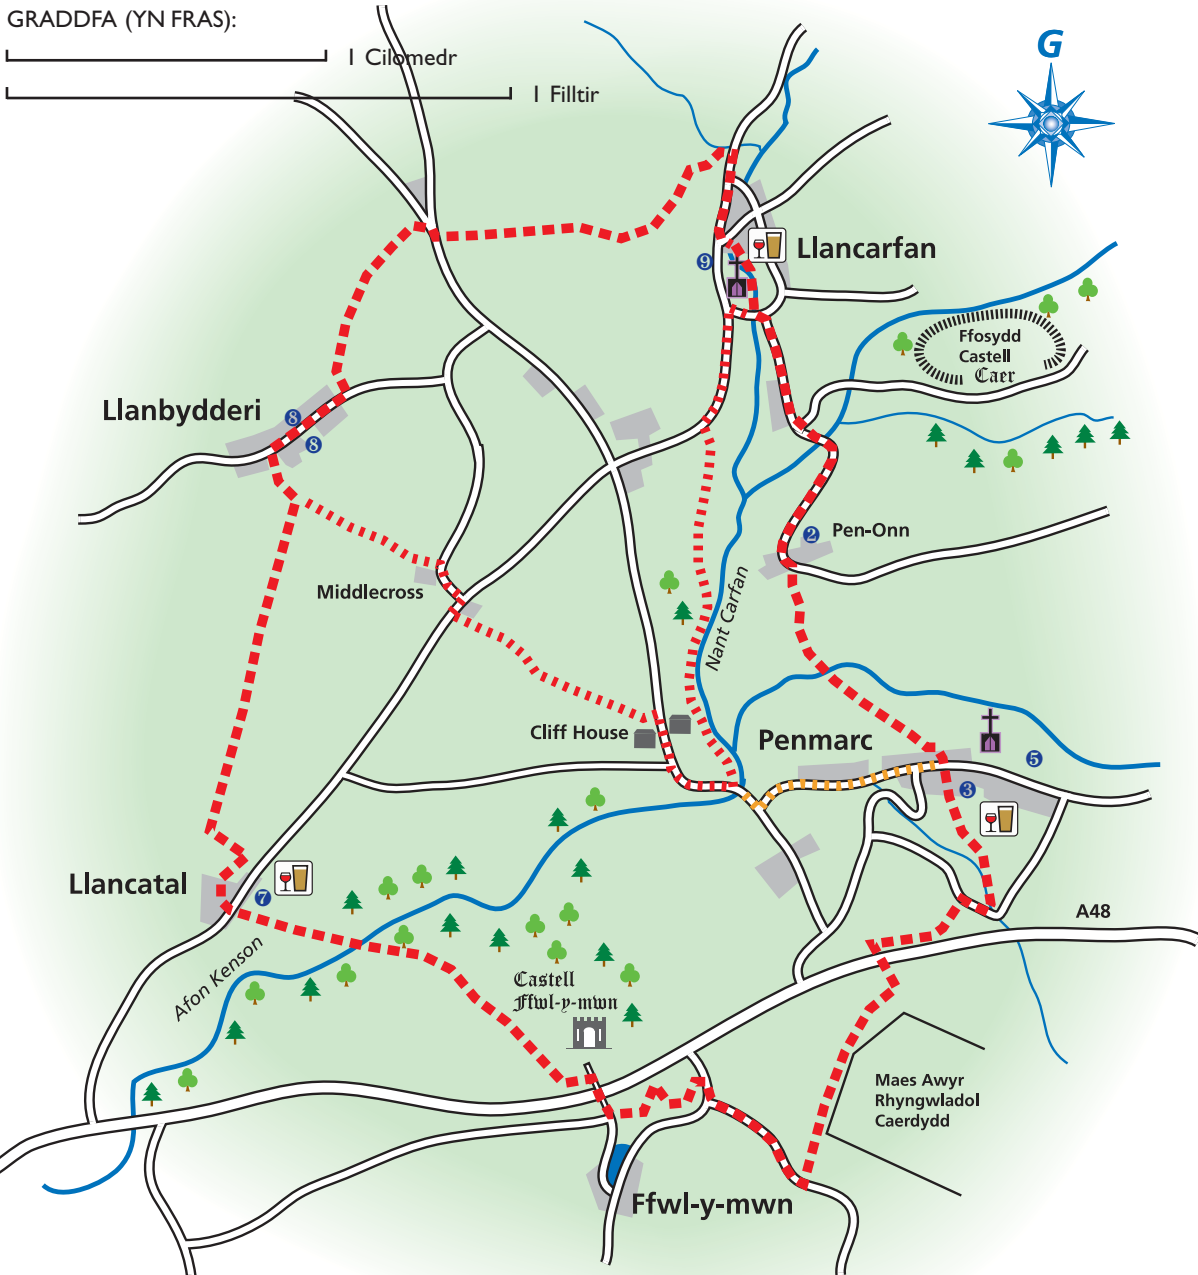 GRADDFA (YN FRAS):
1 Cilomedr
1 Filltir
G
Llancarfan
9
Ffosydd
Castell
Caer
Llanbydderi
8
8
2
Pen-Onn
Middlecross
Nant Carfan
Cliff House
Penmarc
5
3
Llancatal
7
A48
Afon Kenson
Castell
Ffwl-y-mwn
Maes Awyr
Rhyngwladol
Caerdydd
Ffwl-y-mwn